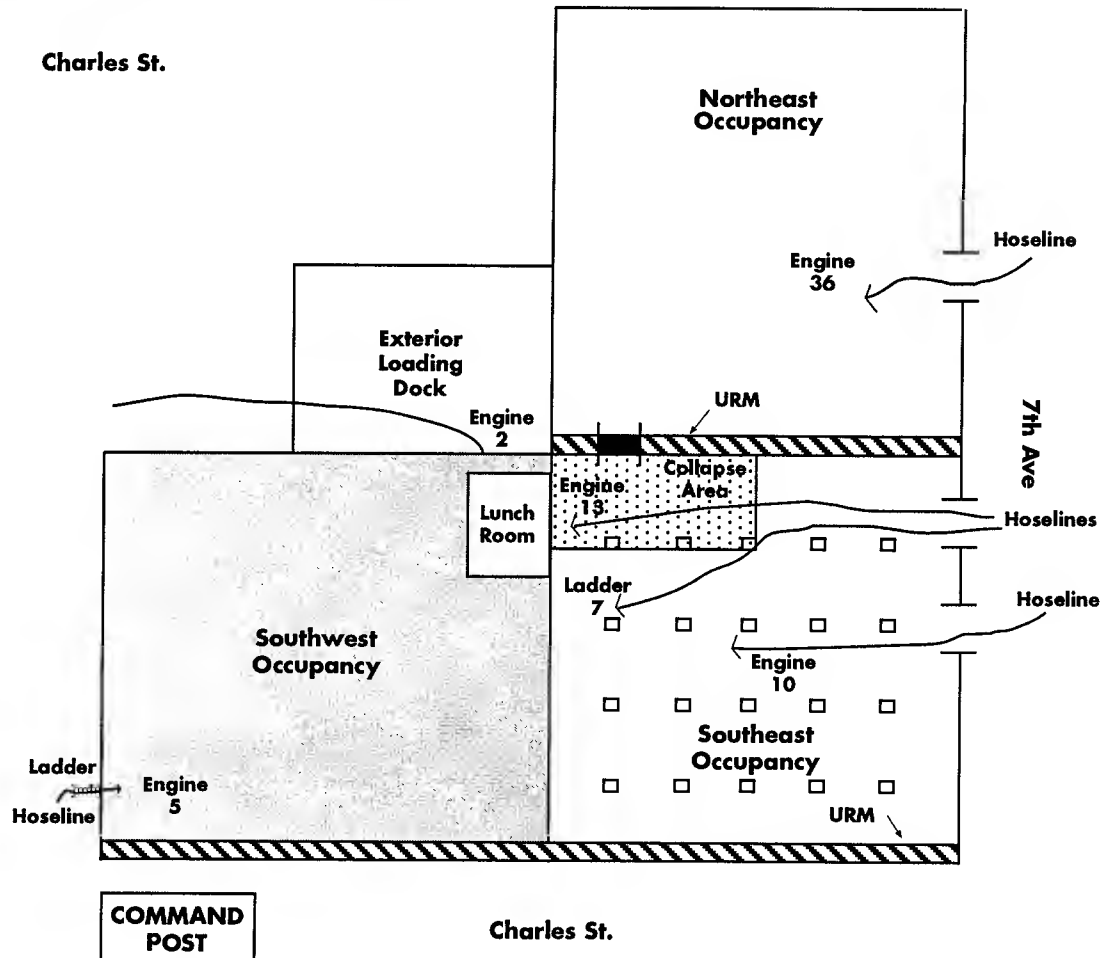 Charles St.
Northeast
Occupancy
Hoseline
Engine
36
Exterior
Loading
Dock
Engine
2
URM
7th Ave
Collapse
Area
Engine
13
Lunch
Room
Hoselines
Ladder
7
Hoseline
Southwest
Occupancy
Engine
10
Southeast
Occupancy
Ladder
Hoseline
Engine
5
URM
COMMAND
POST
Charles St.